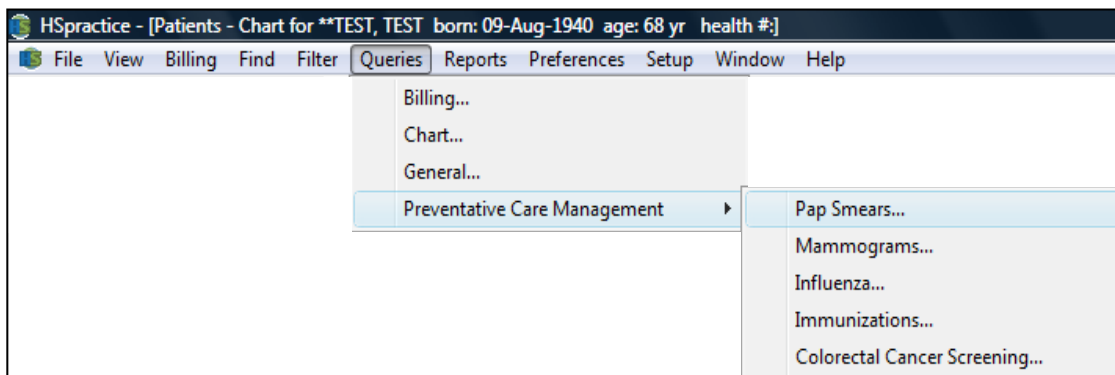 HSpractice - [Patients - Chart for **TEST, TEST born: 09-Aug-1940 age: 68 yr health #:]
File View Billing Find Filter Queries Reports Preferences Setup Window Help
Billing...
Chart...
General...
Preventative Care Management
Pap Smears...
Mammograms...
Influenza...
Immunizations...
Colorectal Cancer Screening...